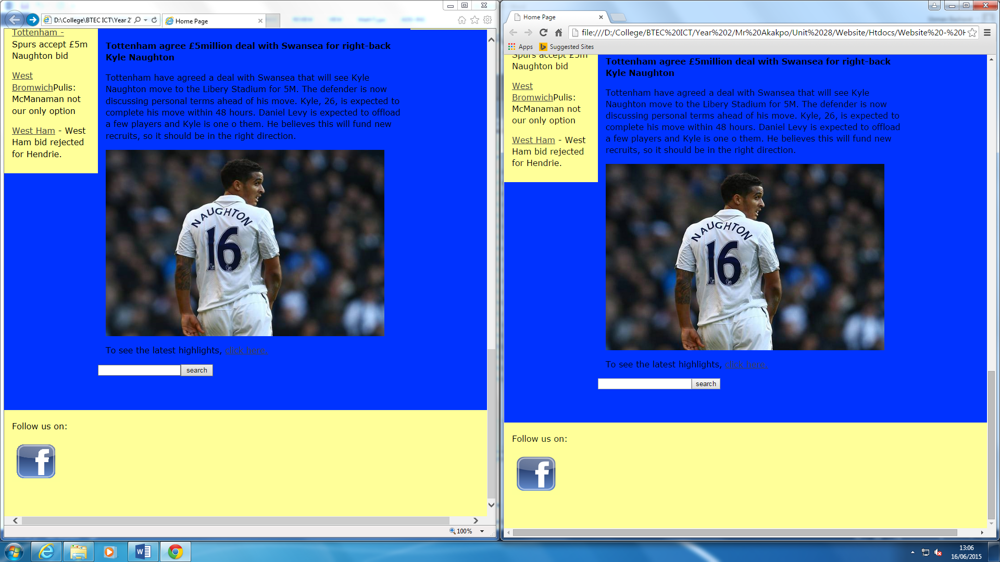 D:\College\BTEC ICT\Year 2
Home Page
Tottenham -
Spurs accept £5m
Naughton bid
West
BromwichPulis:
McManaman not
our only option
West Ham - West
Ham bid rejected
for Hendrie.
Tottenham agree £5million deal with Swansea for right-back
Kyle Naughton
Tottenham have agreed a deal with Swansea that will see Kyle
Naughton move to the Libery Stadium for 5M. The defender is now
discussing personal terms ahead of his move. Kyle, 26, is expected to
complete his move within 48 hours. Daniel Levy is expected to offload
a few players and Kyle is one o them. He believes this will fund new
recruits, so it should be in the right direction.
NAUGHTON
16
To see the latest highlights, click here.
search
Follow us on:
f
100%
Home Page
file:///D:/College/BTEC%20ICT/Year%202/Mr%20Akakpo/Unit%2028/Website/Htdocs/Website%20-%20H
Apps
Suggested Sites
Spurs accept £5m
Naughton bid
West
BromwichPulis:
McManaman not
our only option
West Ham - West
Ham bid rejected
for Hendrie.
Tottenham agree £5million deal with Swansea for right-back
Kyle Naughton
Tottenham have agreed a deal with Swansea that will see Kyle
Naughton move to the Libery Stadium for 5M. The defender is now
discussing personal terms ahead of his move. Kyle, 26, is expected to
complete his move within 48 hours. Daniel Levy is expected to offload
a few players and Kyle is one o them. He believes this will fund new
recruits, so it should be in the right direction.
NAUGHTON
16
To see the latest highlights, click here.
search
Follow us on:
f
13:06
16/06/2015